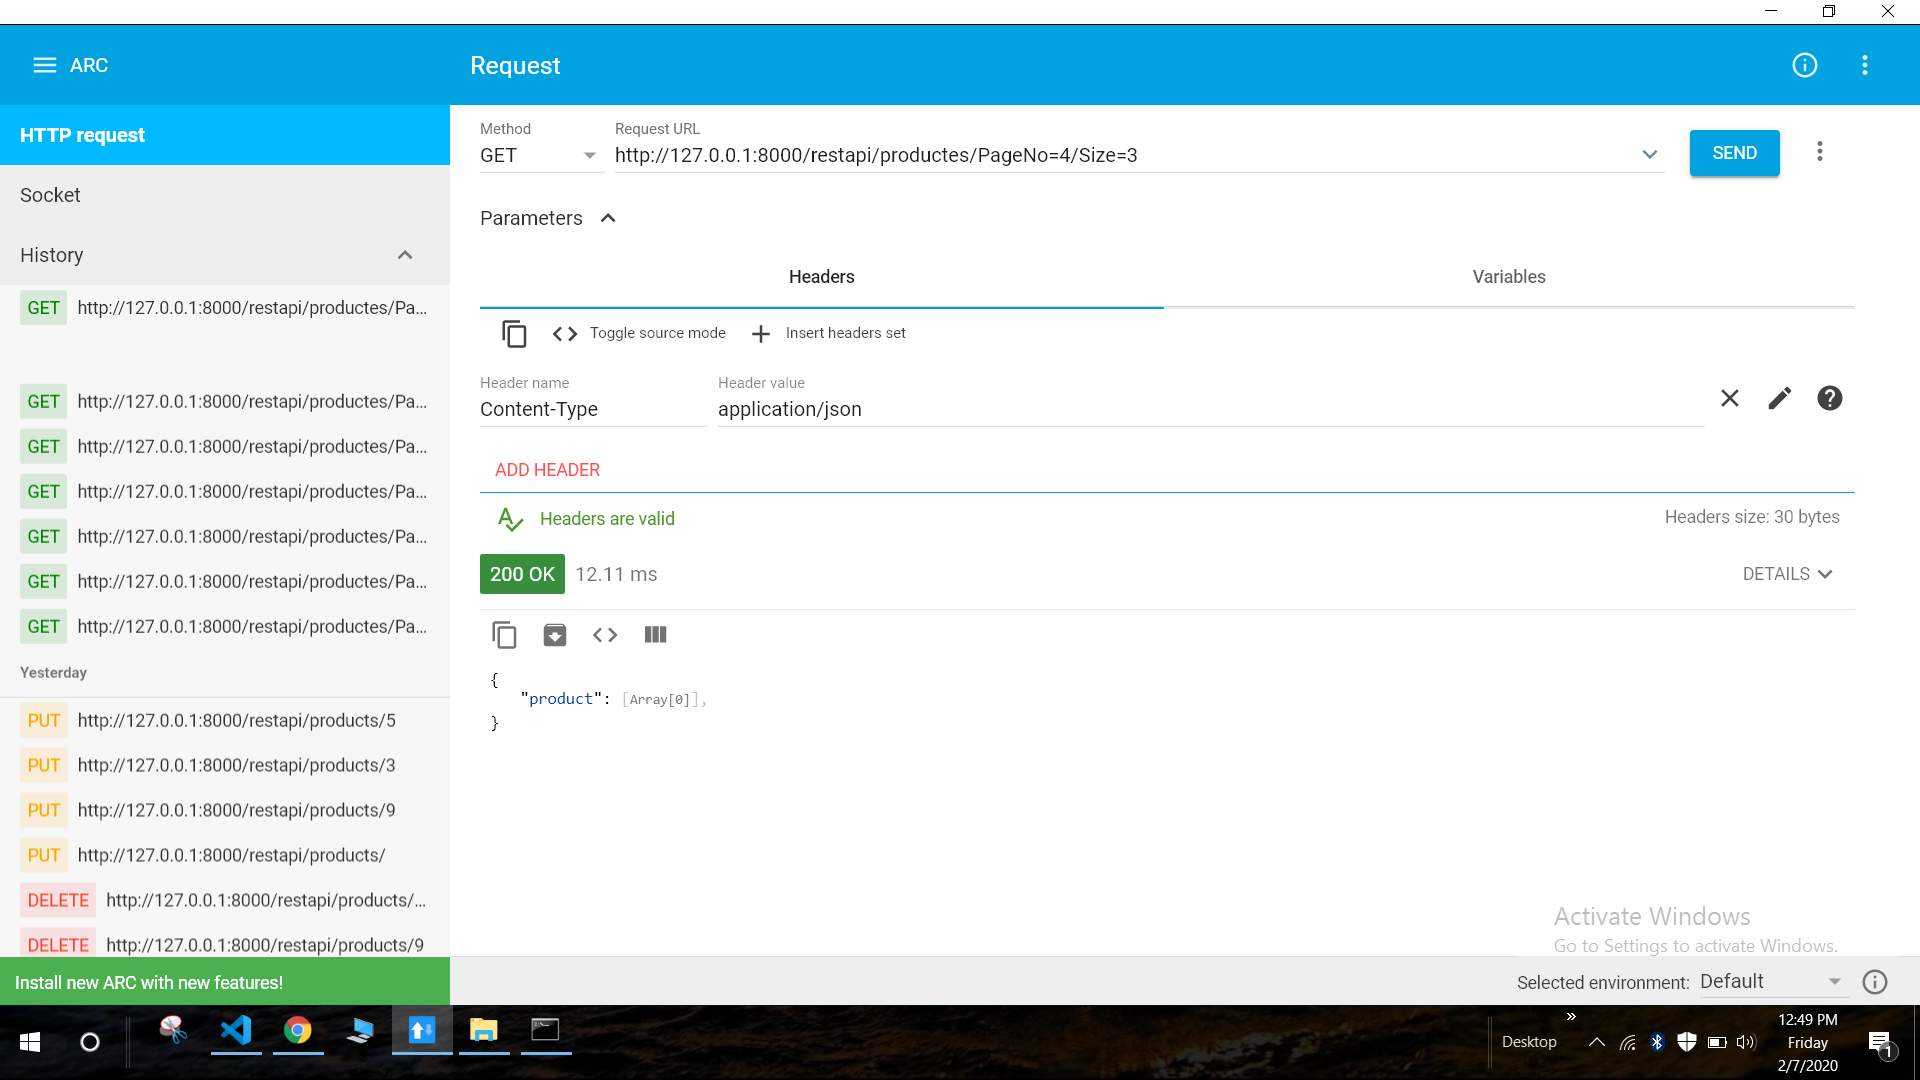 ARC
Request
HTTP request
Socket
History
GET http://127.0.0.1:8000/restapi/productes/Pa...
GET http://127.0.0.1:8000/restapi/productes/Pa...
GET http://127.0.0.1:8000/restapi/productes/Pa...
GET http://127.0.0.1:8000/restapi/productes/Pa...
GET http://127.0.0.1:8000/restapi/productes/Pa...
GET http://127.0.0.1:8000/restapi/productes/Pa...
GET http://127.0.0.1:8000/restapi/productes/Pa...
Yesterday
PUT http://127.0.0.1:8000/restapi/products/5
PUT http://127.0.0.1:8000/restapi/products/3
PUT http://127.0.0.1:8000/restapi/products/9
PUT http://127.0.0.1:8000/restapi/products/
DELETE http://127.0.0.1:8000/restapi/products/...
DELETE http://127.0.0.1:8000/restapi/products/9
Install new ARC with new features!
Method Request URL
GET http://127.0.0.1:8000/restapi/productes/PageNo=4/Size=3
SEND
Parameters
Headers Variables
Toggle source mode Insert headers set
Header name Header value
Content-Type application/json
ADD HEADER
Headers are valid Headers size: 30 bytes
200 OK 12.11 ms DETAILS
{
"product": [Array[0]],
}
Activate Windows
Go to Settings to activate Windows.
Selected environment: Default
Desktop
12:49 PM
Friday
2/7/2020
1